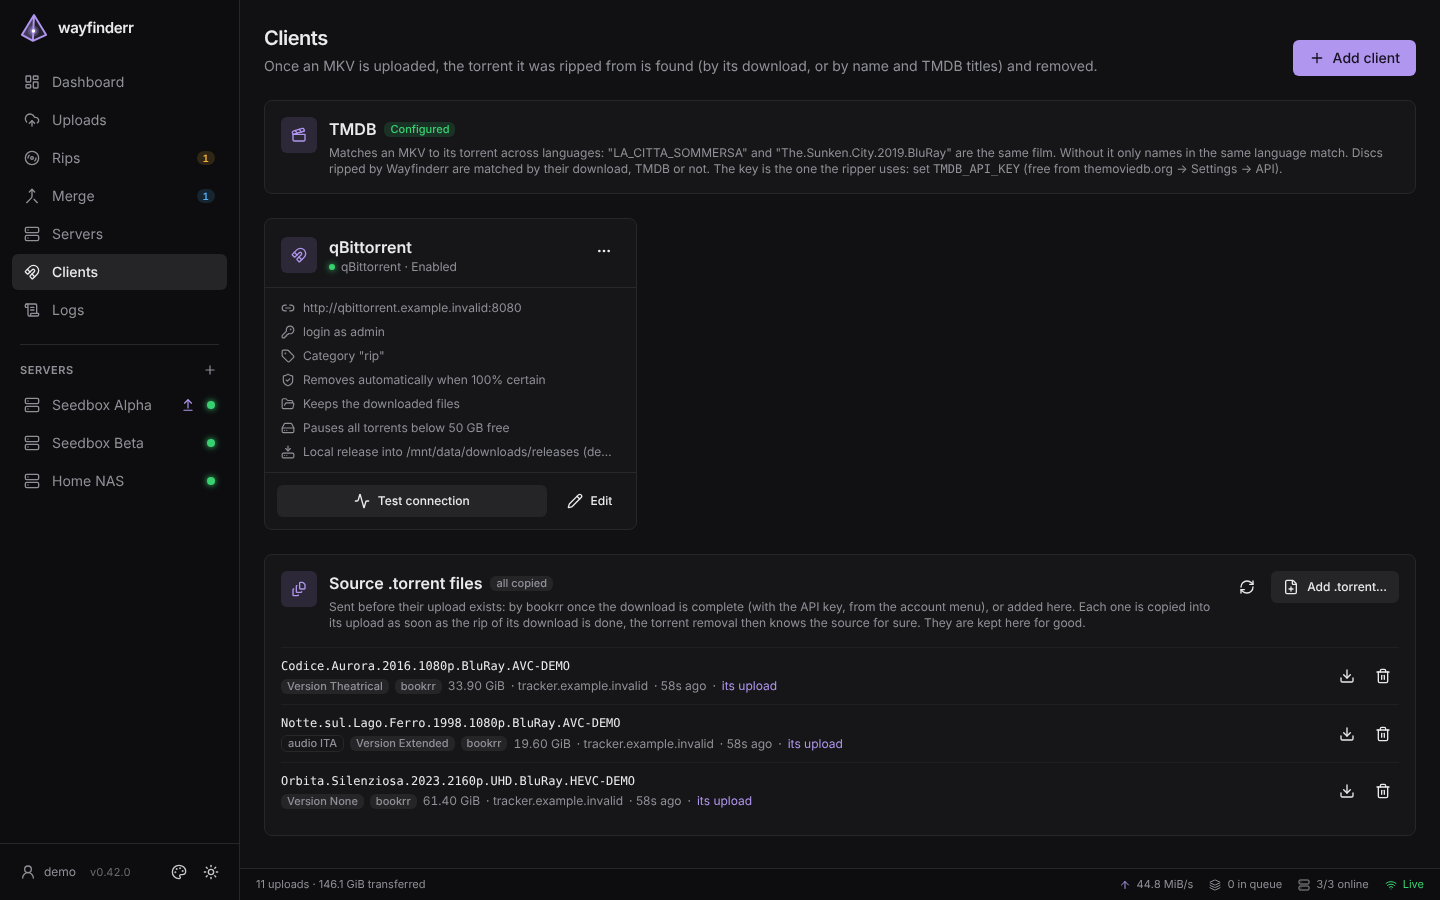 wayfinderr
Dashboard
Uploads
Rips 1
Merge 1
Servers
Clients
Logs
SERVERS
Seedbox Alpha
Seedbox Beta
Home NAS
demo v0.42.0
Clients
Once an MKV is uploaded, the torrent it was ripped from is found (by its download, or by name and TMDB titles) and removed.
Add client
TMDB Configured
Matches an MKV to its torrent across languages: "LA_CITTA_SOMMERSA" and "The.Sunken.City.2019.BluRay" are the same film. Without it only names in the same language match. Discs
ripped by Wayfinderr are matched by their download, TMDB or not. The key is the one the ripper uses: set TMDB_API_KEY (free from themoviedb.org → Settings → API).
qBittorrent
qBittorrent · Enabled
http://qbittorrent.example.invalid:8080
login as admin
Category "rip"
Removes automatically when 100% certain
Keeps the downloaded files
Pauses all torrents below 50 GB free
Local release into /mnt/data/downloads/releases (de...
Test connection
Edit
Source .torrent files all copied
Sent before their upload exists: by bookrr once the download is complete (with the API key, from the account menu), or added here. Each one is copied into
its upload as soon as the rip of its download is done, the torrent removal then knows the source for sure. They are kept here for good.
Add .torrent...
Codice.Aurora.2016.1080p.BluRay.AVC-DEMO
Version Theatrical bookrr 33.90 GiB · tracker.example.invalid · 58s ago · its upload
Notte.sul.Lago.Ferro.1998.1080p.BluRay.AVC-DEMO
audio ITA Version Extended bookrr 19.60 GiB · tracker.example.invalid · 58s ago · its upload
Orbita.Silenziosa.2023.2160p.UHD.BluRay.HEVC-DEMO
Version None bookrr 61.40 GiB · tracker.example.invalid · 58s ago · its upload
11 uploads · 146.1 GiB transferred
44.8 MiB/s
0 in queue
3/3 online
Live